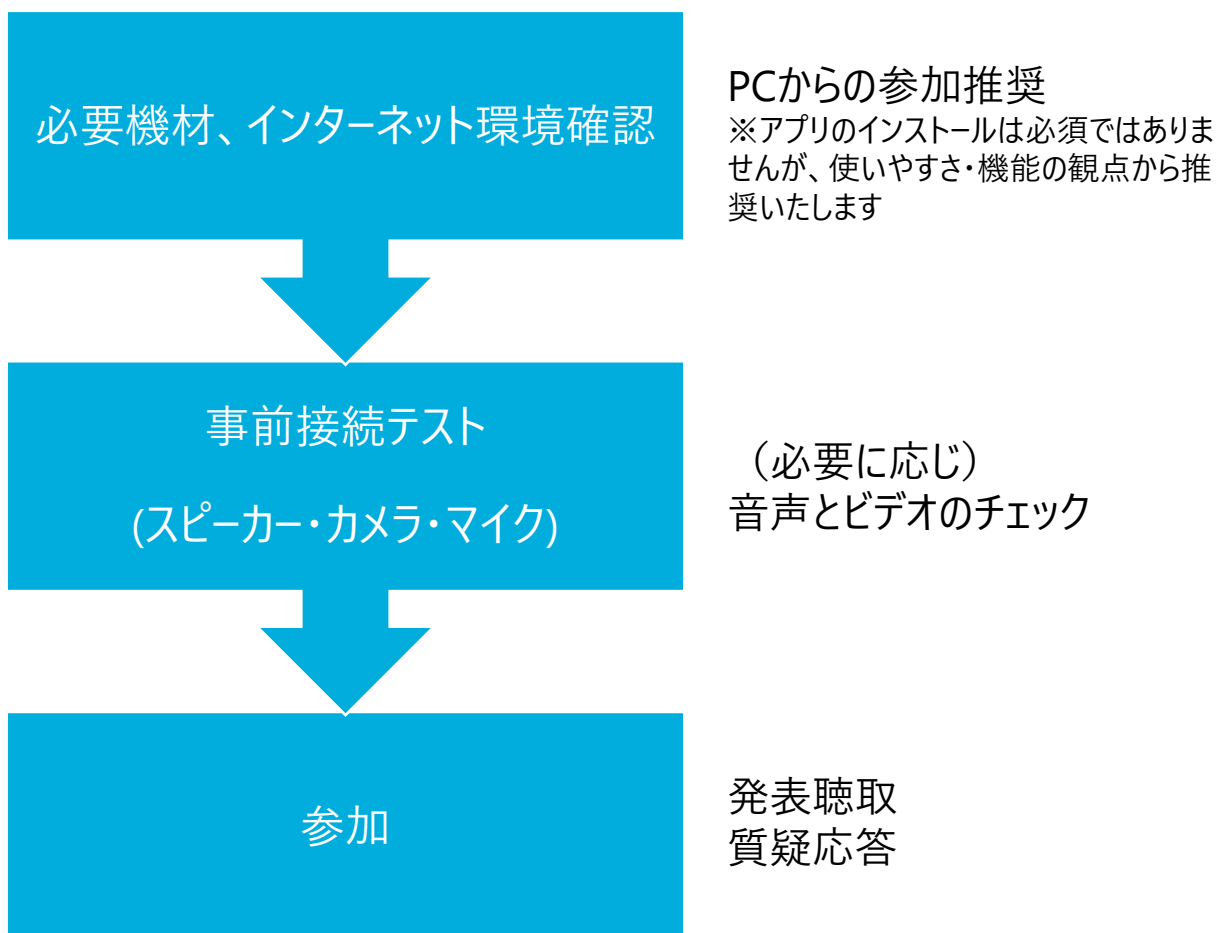 必要機材、インターネット環境確認
PCからの参加推奨
※アプリのインストールは必須ではありま
せんが、使いやすさ・機能の観点から推
奨いたします
事前接続テスト
(スピーカー・カメラ・マイク)
（必要に応じ）
音声とビデオのチェック
参加
発表聴取
質疑応答